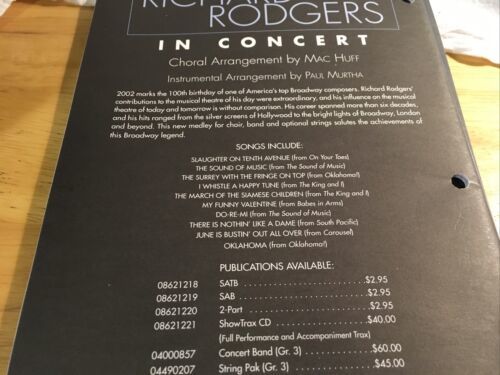 RICHARD
RODGERS
IN CONCERT
Choral Arrangement by MAC HUFF
Instrumental Arrangement by PAUL MURTHA
2002 marks the 100th birthday of one of America's top Broadway composers. Richard Rodgers'
contributions to the musical theatre of his day were extraordinary, and his influence on the musical
theatre of today and tomorrow is without comparison. His career spanned more than six decades,
and his hits ranged from the silver screens of Hollywood to the bright lights of Broadway, London
and beyond. This new medley for choir, band and optional strings salutes the achievements of
this Broadway legend.
SONGS INCLUDE:
SLAUGHTER ON TENTH AVENUE (from On Your Toes)
THE SOUND OF MUSIC (from The Sound of Music)
THE SURREY WITH THE FRINGE ON TOP (from Oklahoma!)
I WHISTLE A HAPPY TUNE (from The King and I)
THE MARCH OF THE SIAMESE CHILDREN (from The King and I)
MY FUNNY VALENTINE (from Babes in Arms)
DO-RE-MI (from The Sound of Music)
THERE IS NOTHIN' LIKE A DAME (from South Pacific)
JUNE IS BUSTIN' OUT ALL OVER (from Carousel)
OKLAHOMA (from Oklahoma!)
PUBLICATIONS AVAILABLE:
08621218 SATB ........................ $2.95
08621219 SAB ........................ $2.95
08621220 2-Part ........................ $2.95
08621221 ShowTrax CD ................ $40.00
(Full Performance and Accompaniment Trax)
04000857 Concert Band (Gr. 3) ............ $60.00
04490207 String Pak (Gr. 3) ............ $45.00